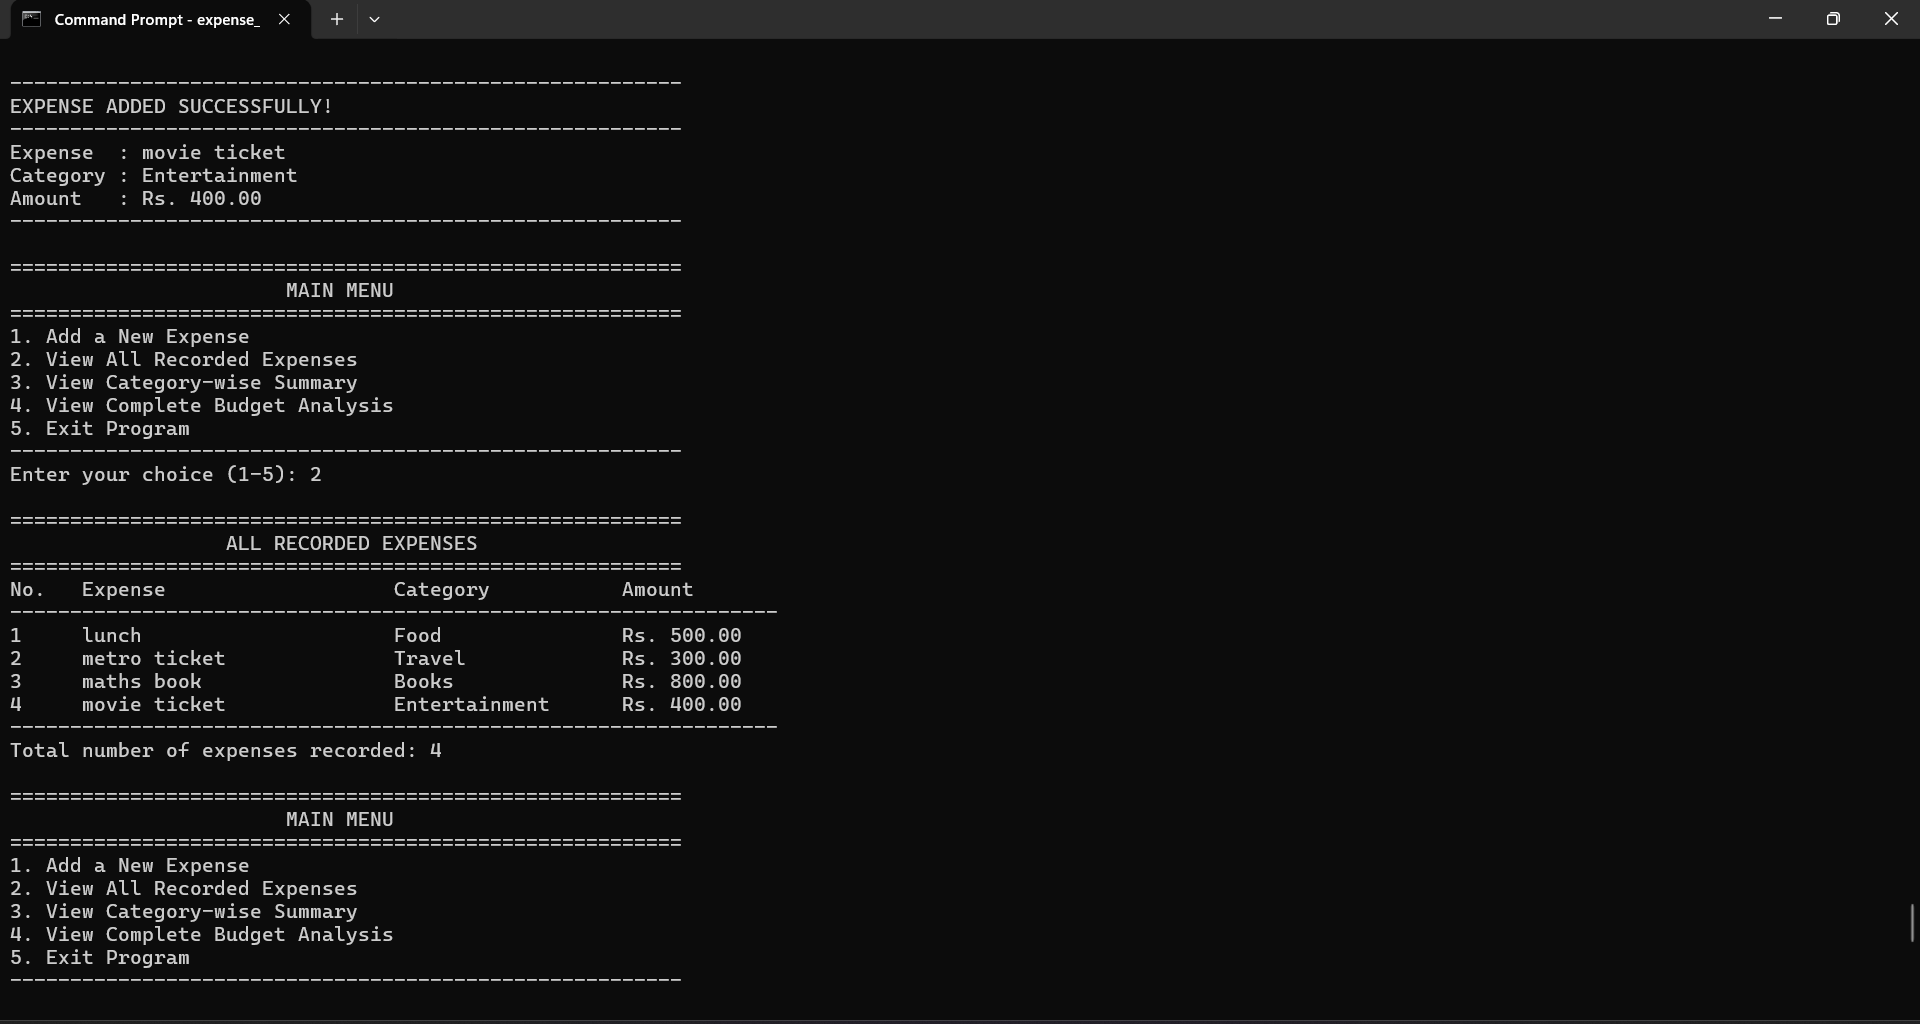 Command Prompt - expense_
--------------------------------------------------------
EXPENSE ADDED SUCCESSFULLY!
--------------------------------------------------------
Expense  : movie ticket
Category : Entertainment
Amount   : Rs. 400.00
--------------------------------------------------------
========================================================
MAIN MENU
========================================================
1. Add a New Expense
2. View All Recorded Expenses
3. View Category-wise Summary
4. View Complete Budget Analysis
5. Exit Program
--------------------------------------------------------
Enter your choice (1-5): 2
========================================================
ALL RECORDED EXPENSES
========================================================
No.   Expense                   Category           Amount
----------------------------------------------------------------
1     lunch                     Food               Rs. 500.00
2     metro ticket              Travel             Rs. 300.00
3     maths book                Books              Rs. 800.00
4     movie ticket              Entertainment      Rs. 400.00
----------------------------------------------------------------
Total number of expenses recorded: 4
========================================================
MAIN MENU
========================================================
1. Add a New Expense
2. View All Recorded Expenses
3. View Category-wise Summary
4. View Complete Budget Analysis
5. Exit Program
--------------------------------------------------------